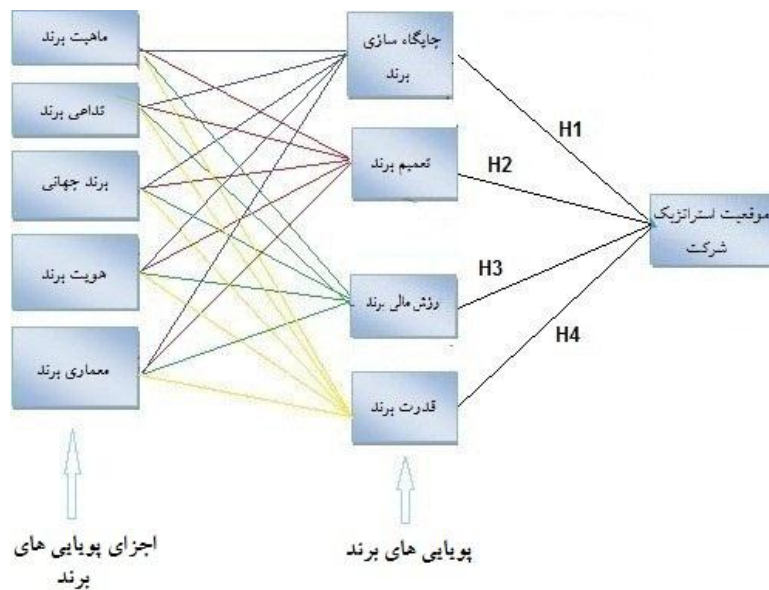 ماهیت برند
تداعی برند
برند جهانی
هویت برند
معماری برند
اجزای پویایی های
برند
جایگاه سازی
برند
تعمیم برند
ارزش مالی برند
قدرت برند
پویایی های برند
H1
H2
H3
H4
موقعیت استراتژیک
شرکت